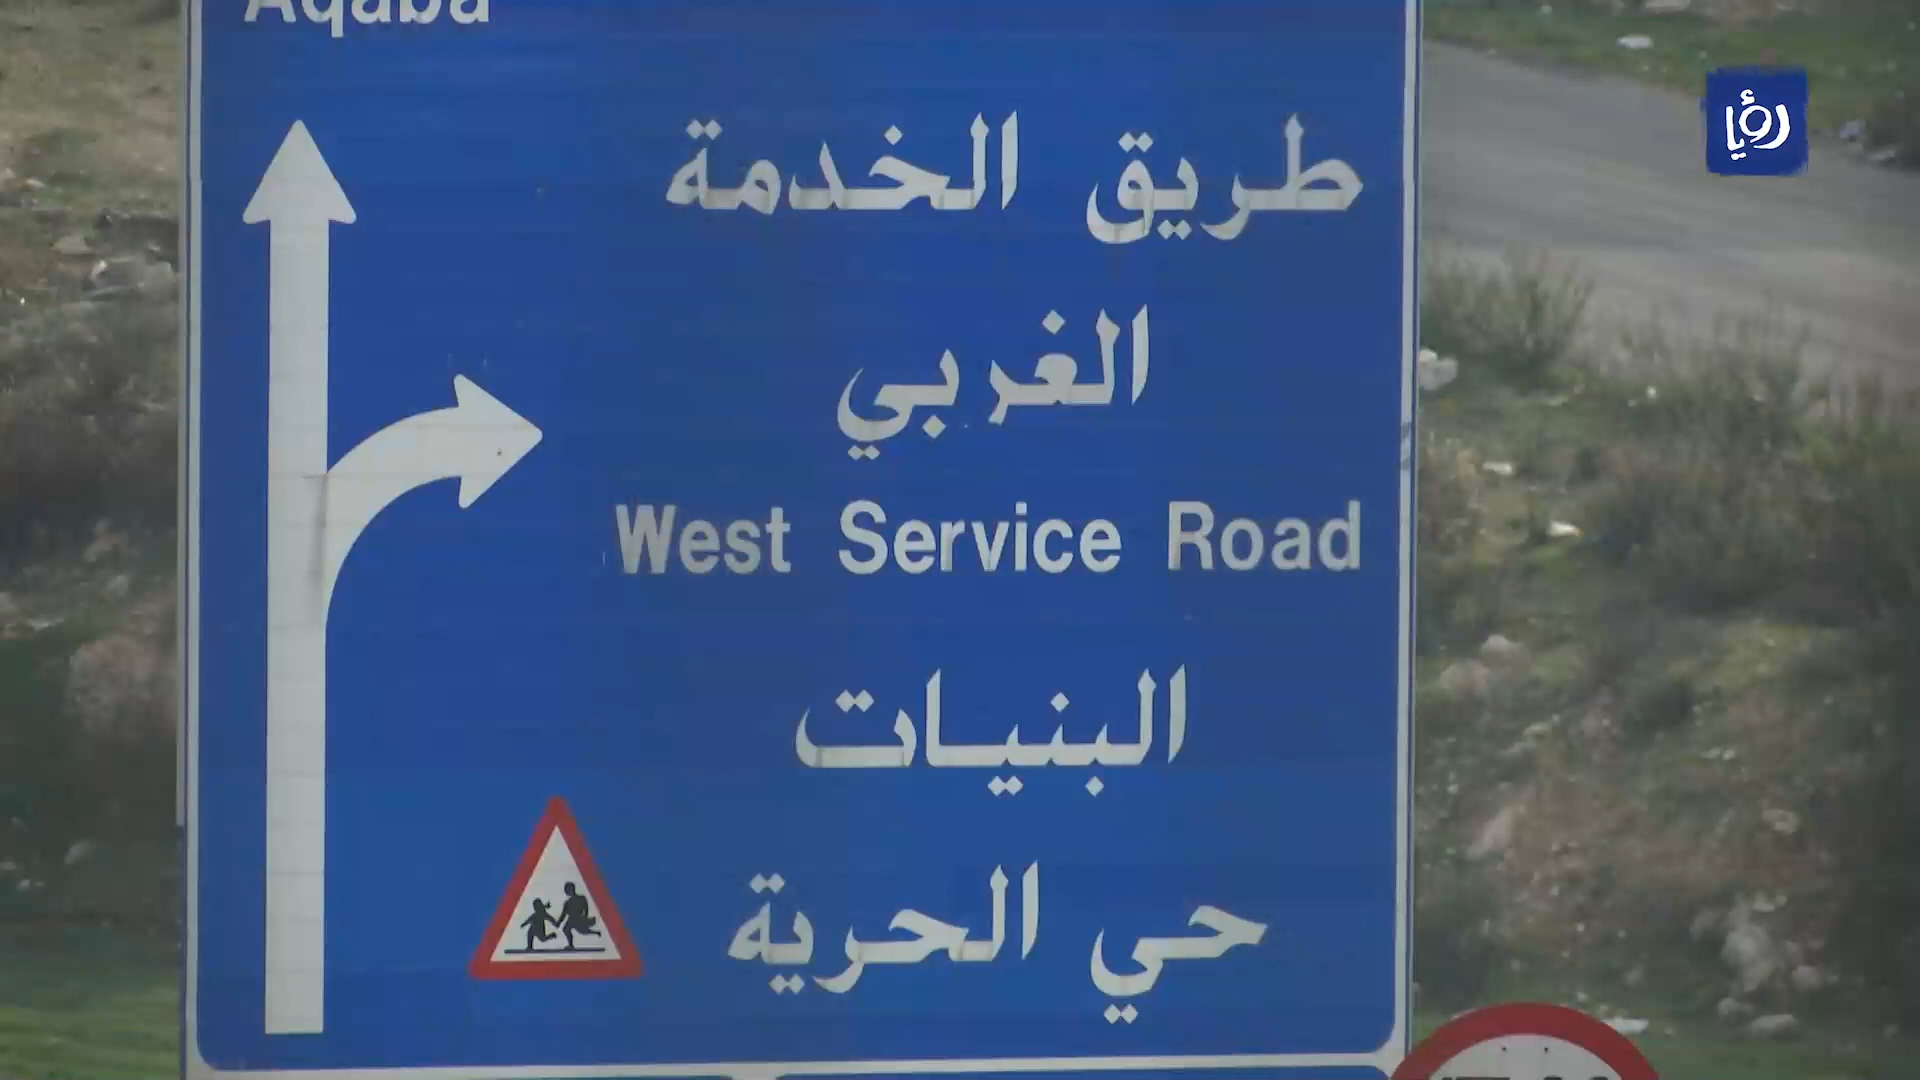 Aqaba
رؤيا
طريق الخدمة
الغربي
West Service Road
البنيات
حي الحرية